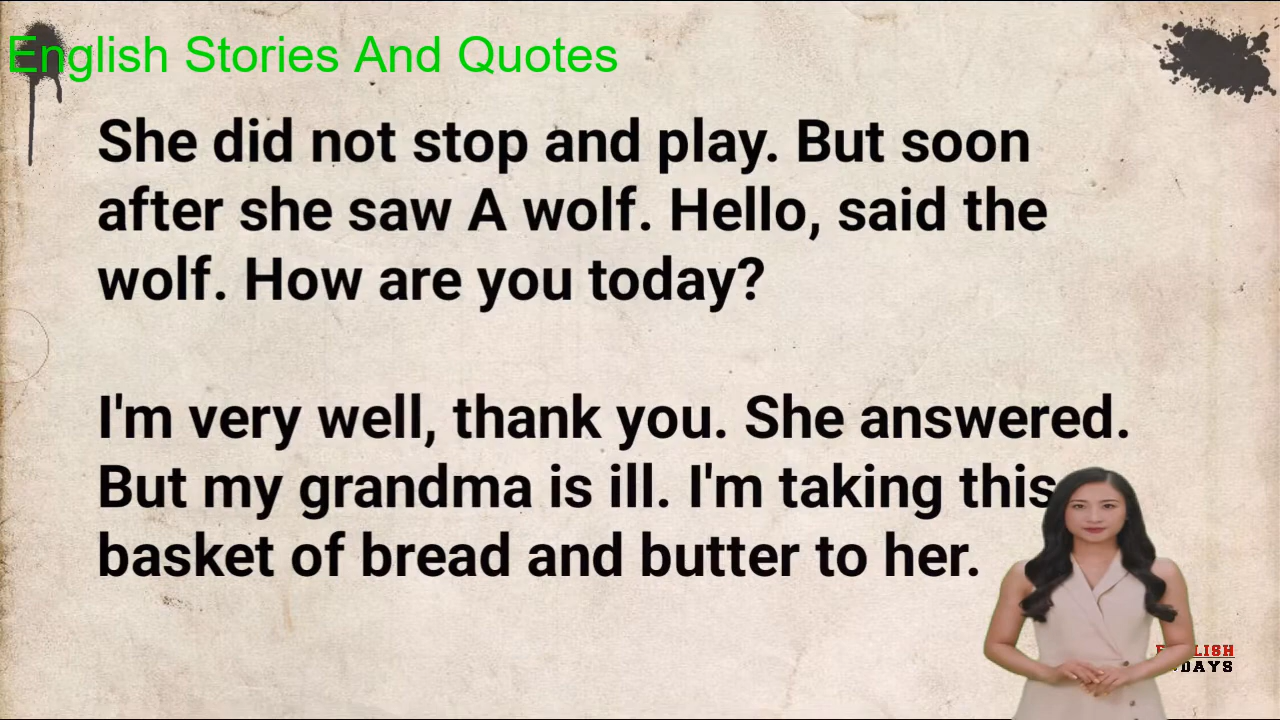 English Stories And Quotes
She did not stop and play. But soon
after she saw A wolf. Hello, said the
wolf. How are you today?
I'm very well, thank you. She answered.
But my grandma is ill. I'm taking this
basket of bread and butter to her.
DAYS